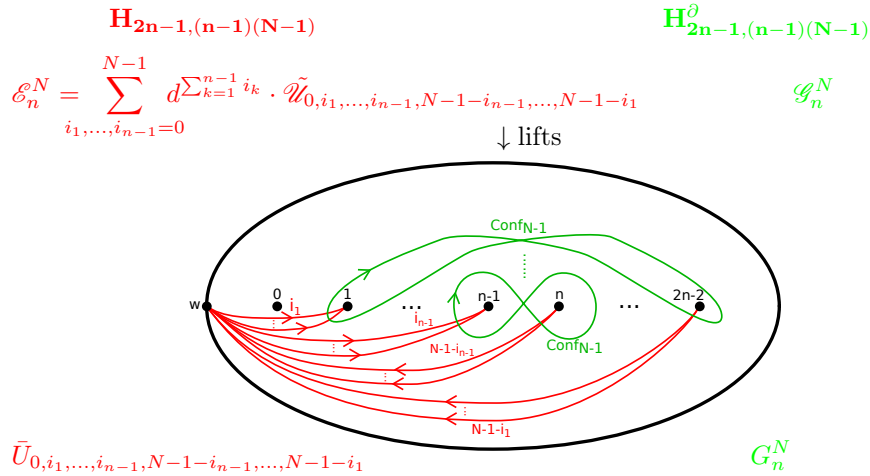 H_{2n-1,(n-1)(N-1)} H^∂_{2n-1,(n-1)(N-1)}
ℰ_n^N = ∑_{i_1,...,i_{n-1}=0}^{N-1} d^{∑_{k=1}^{n-1} i_k} · 𝒰̃_{0,i_1,...,i_{n-1},N-1-i_{n-1},...,N-1-i_1} 𝒢_n^N
↓ lifts
Conf_{N-1}
w 0 1 ... n-1 n ... 2n-2
i_1
i_{n-1}
N-1-i_{n-1} Conf_{N-1}
N-1-i_1
Ū_{0,i_1,...,i_{n-1},N-1-i_{n-1},...,N-1-i_1} G_n^N